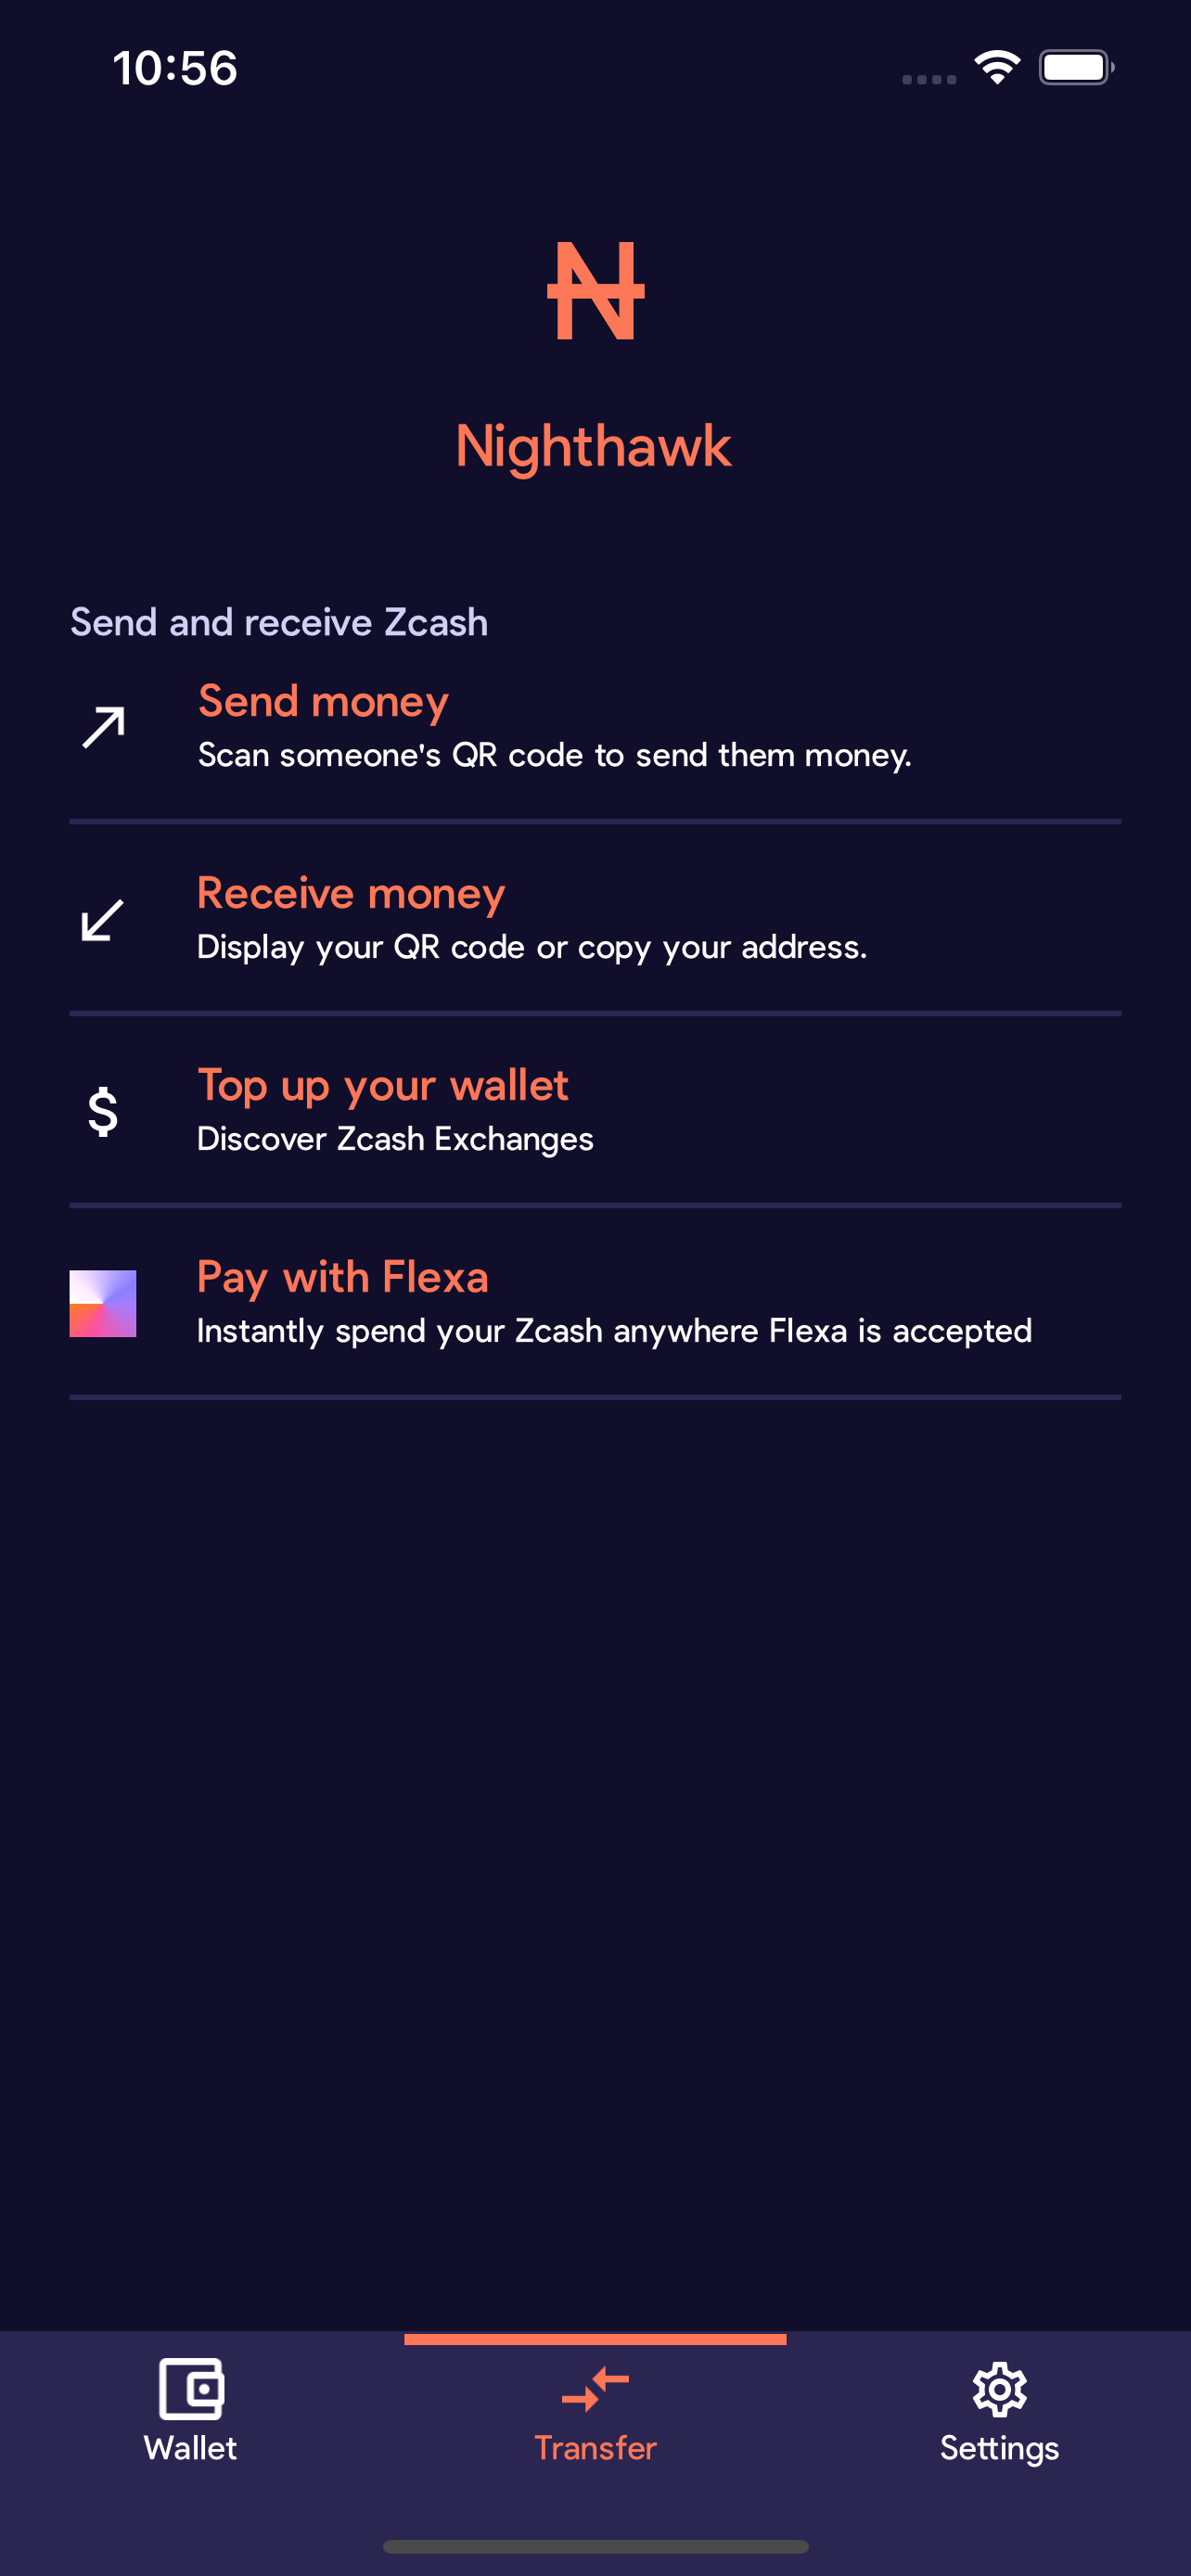 10:56
Nighthawk
Send and receive Zcash
Send money
Scan someone's QR code to send them money.
Receive money
Display your QR code or copy your address.
Top up your wallet
Discover Zcash Exchanges
Pay with Flexa
Instantly spend your Zcash anywhere Flexa is accepted
Wallet
Transfer
Settings